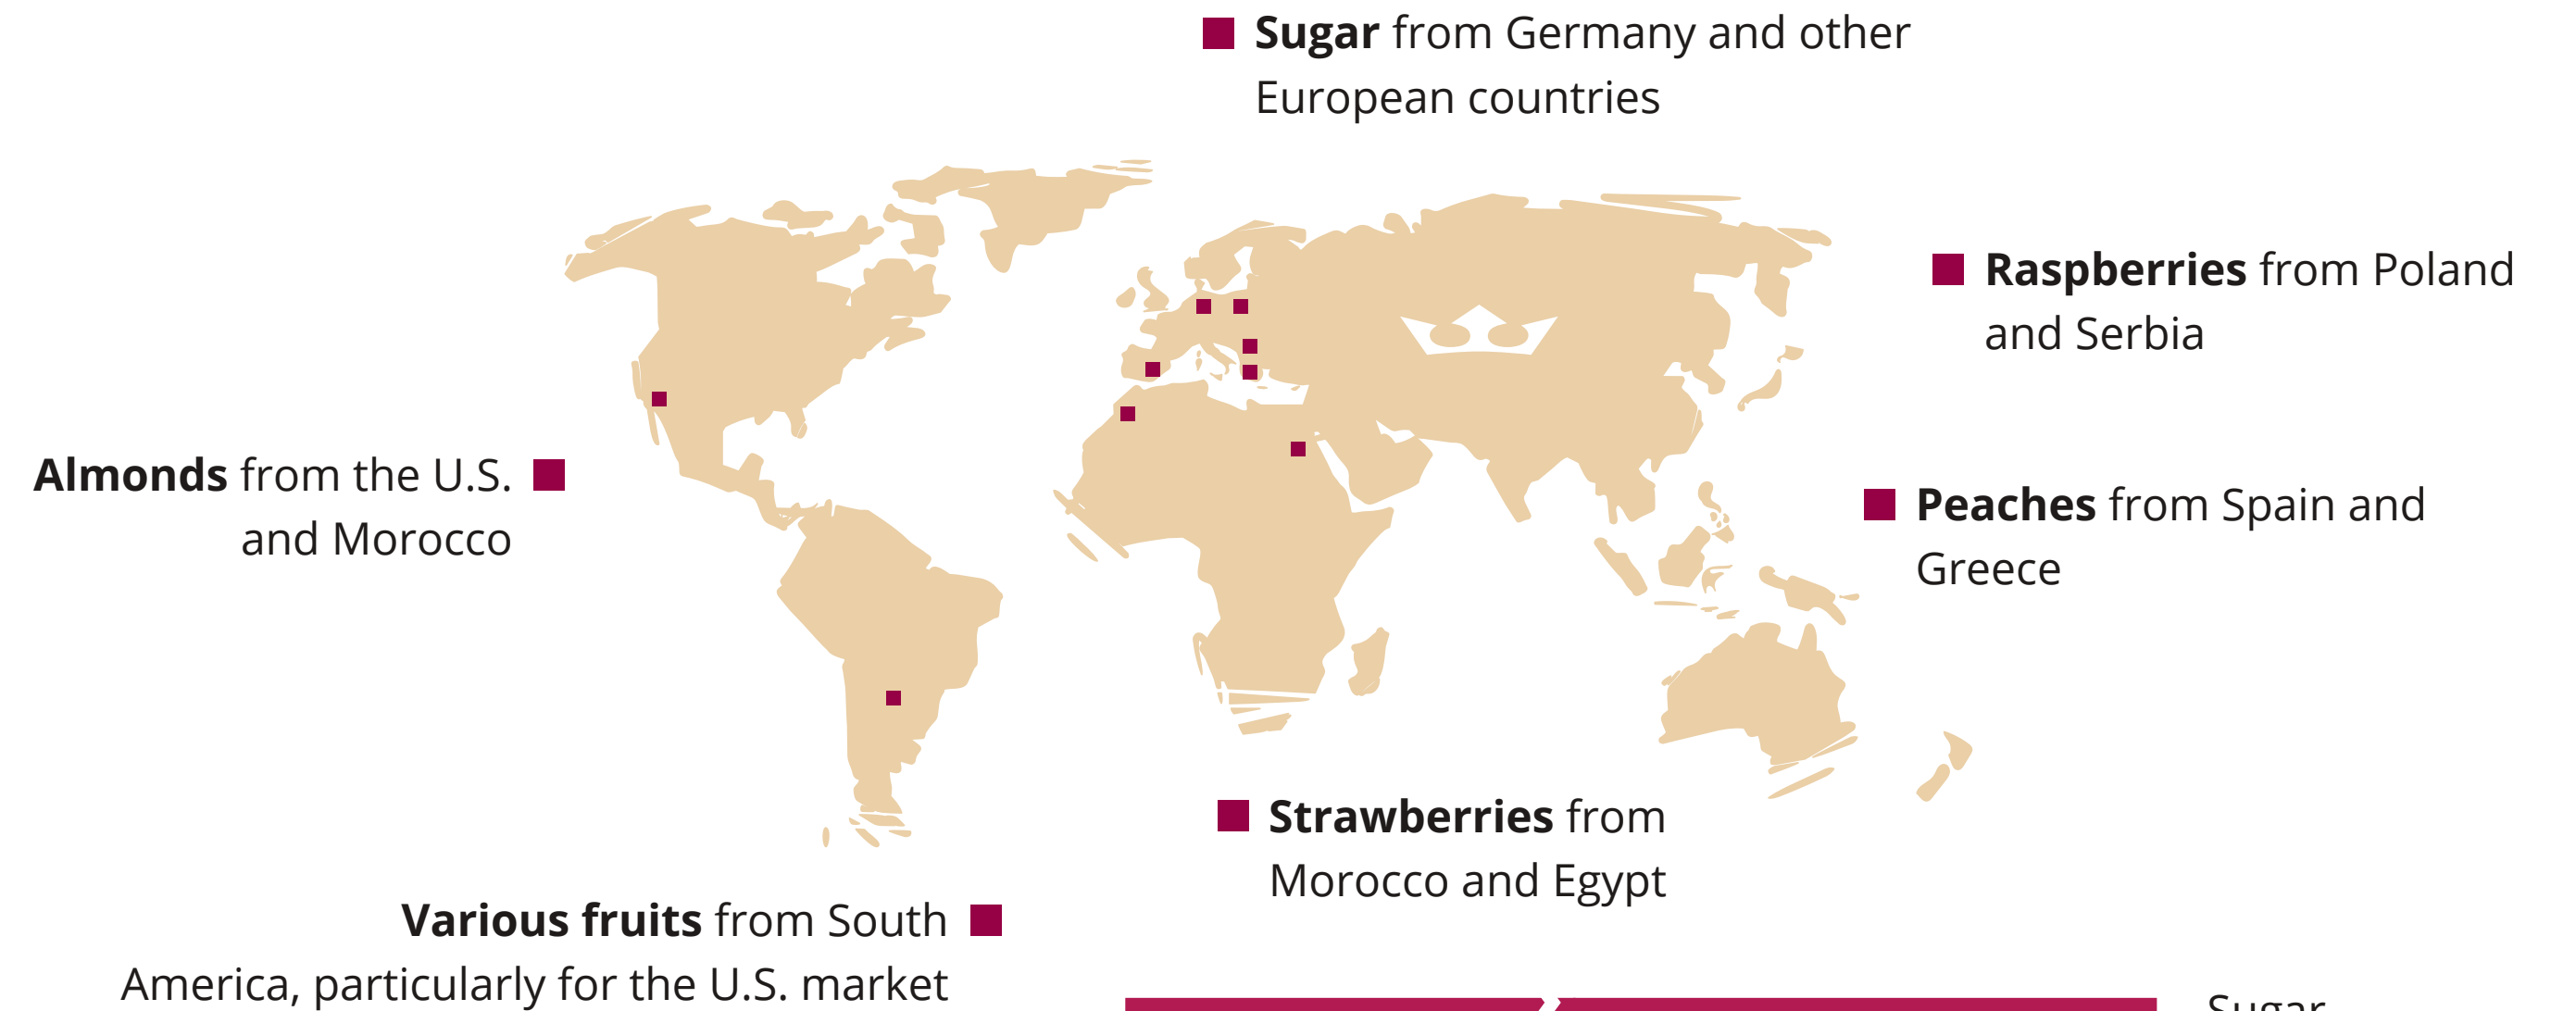 Sugar from Germany and other
European countries
Raspberries from Poland
and Serbia
Almonds from the U.S.
and Morocco
Peaches from Spain and
Greece
Strawberries from
Morocco and Egypt
Various fruits from South
America, particularly for the U.S. market
Sugar